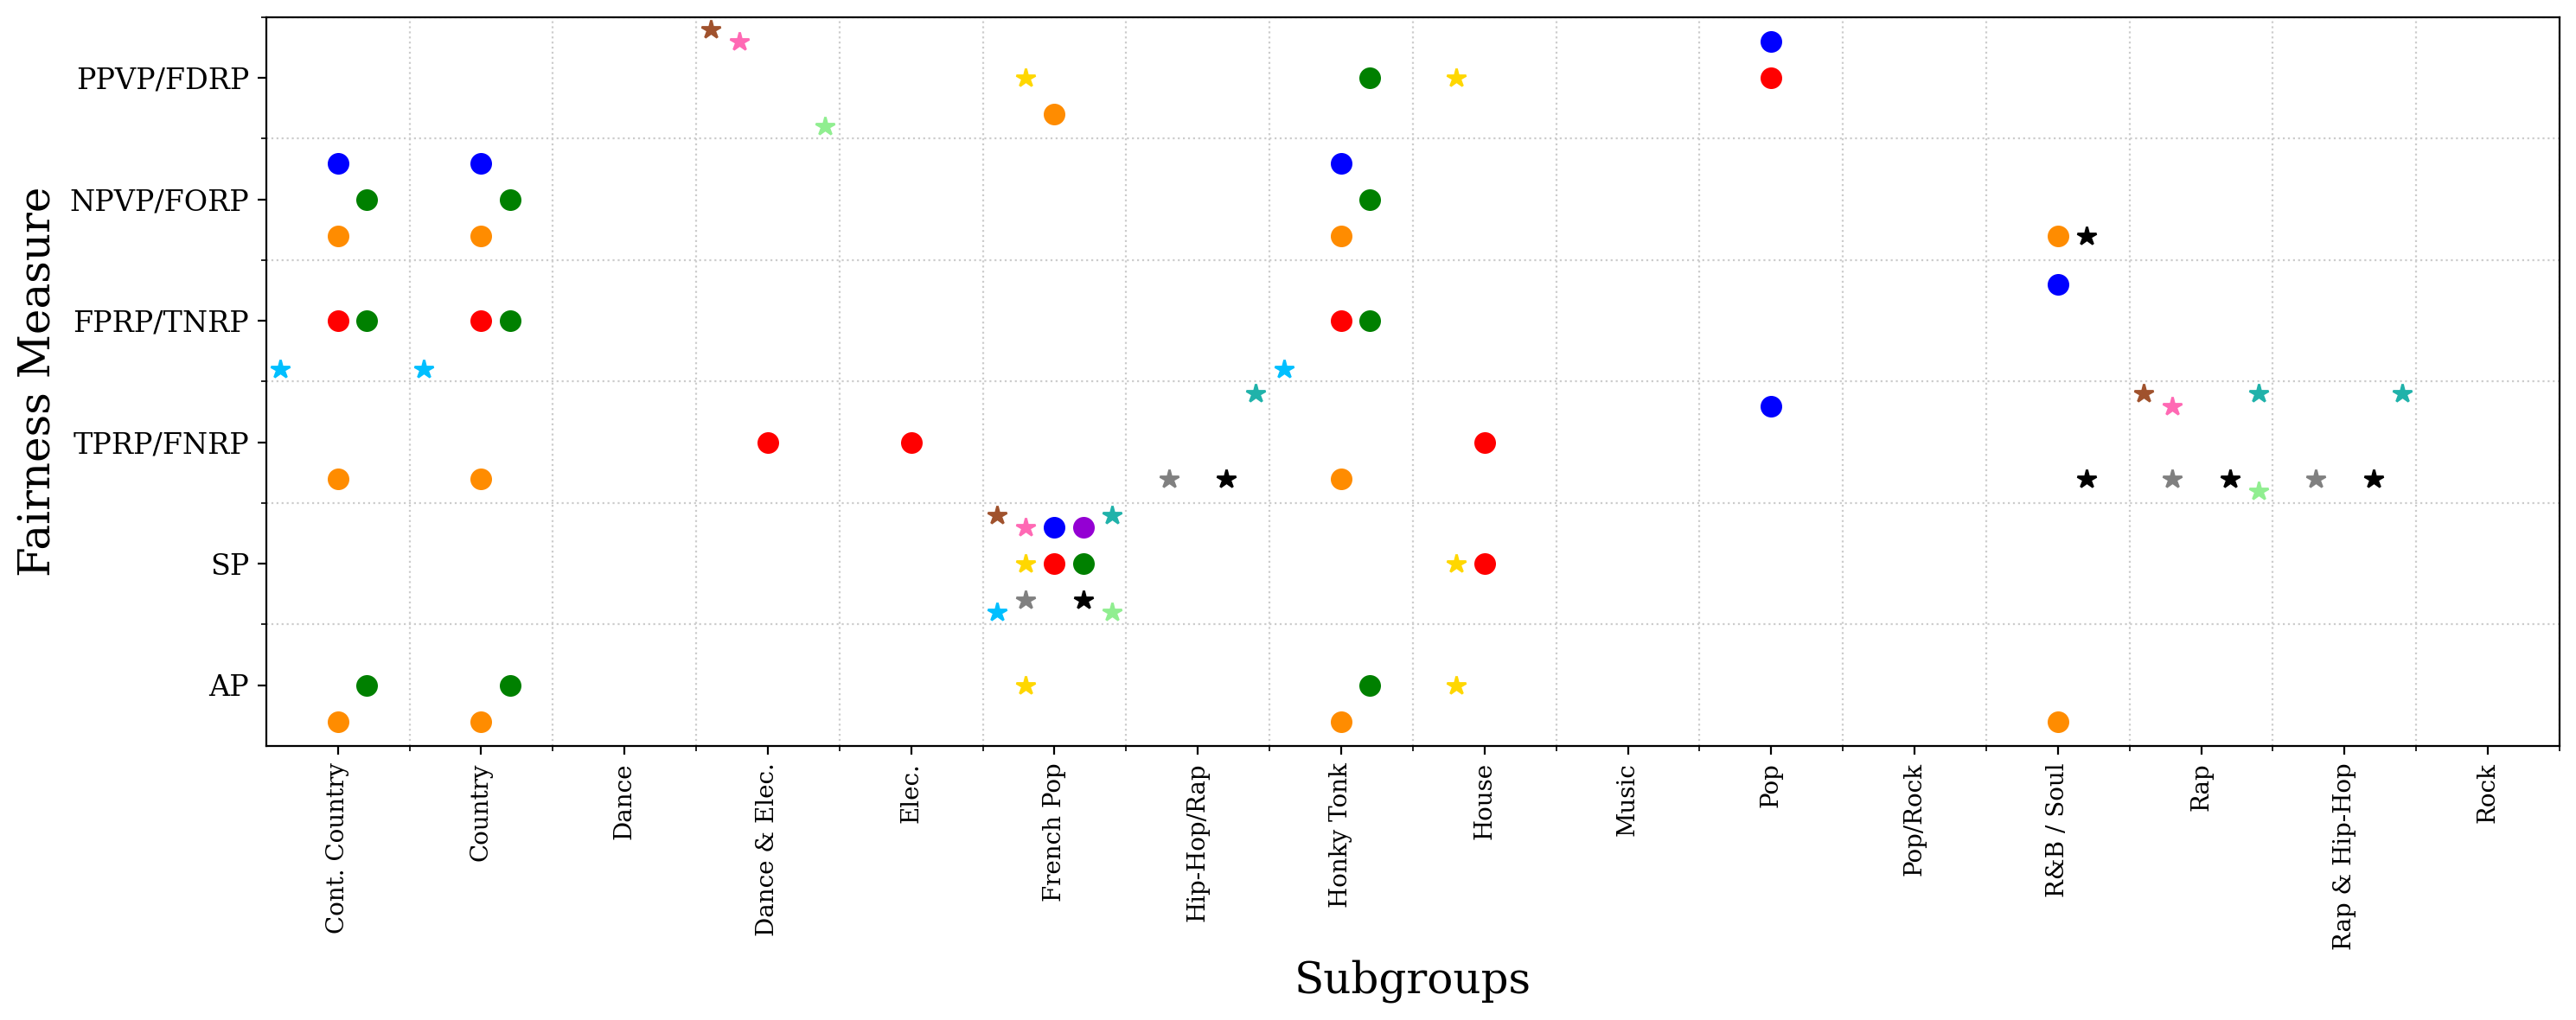 Fairness Measure
PPVP/FDRP
NPVP/FORP
FPRP/TNRP
TPRP/FNRP
SP
AP
Cont. Country
Country
Dance
Dance & Elec.
Elec.
French Pop
Hip-Hop/Rap
Honky Tonk
House
Music
Pop
Pop/Rock
R&B / Soul
Rap
Rap & Hip-Hop
Rock
Subgroups